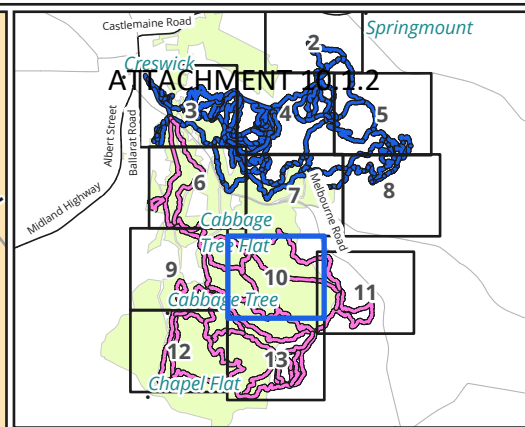 Castlemaine Road
Springmount
2
Creswick
ATTACHMENT 10.1.2
3
4
5
Albert Street
Ballarat Road
6
7
8
Midland Highway
Melbourne Road
Cabbage
Tree Flat
9
10
11
Cabbage Tree
12
13
Chapel Flat